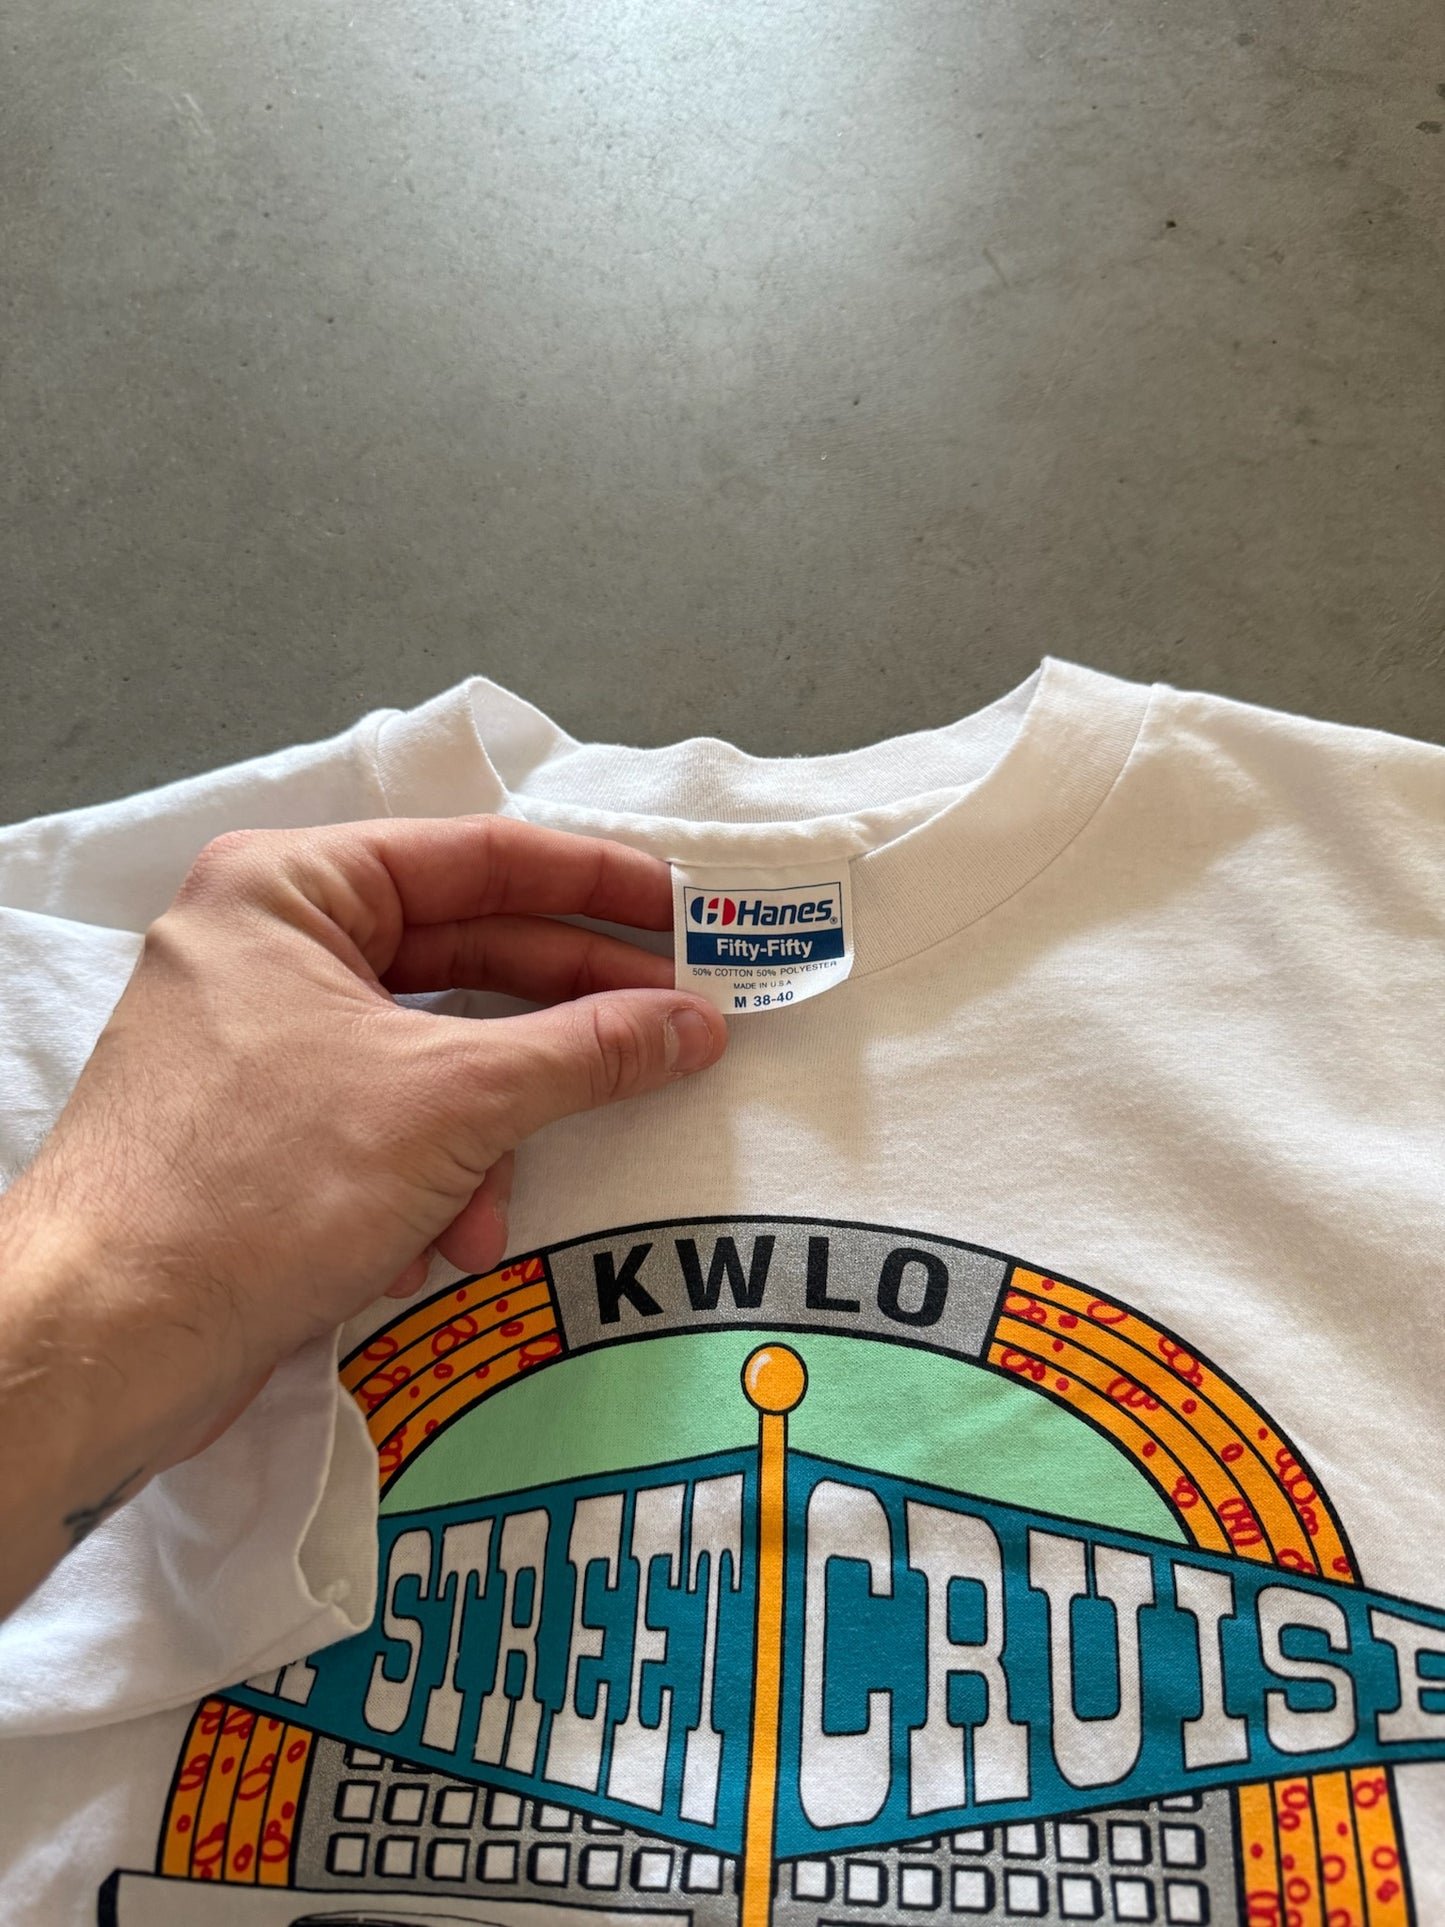 Hanes®
Fifty-Fifty
50% COTTON 50% POLYESTER
MADE IN U.S.A
M 38-40
KWLO
STREET CRUISE